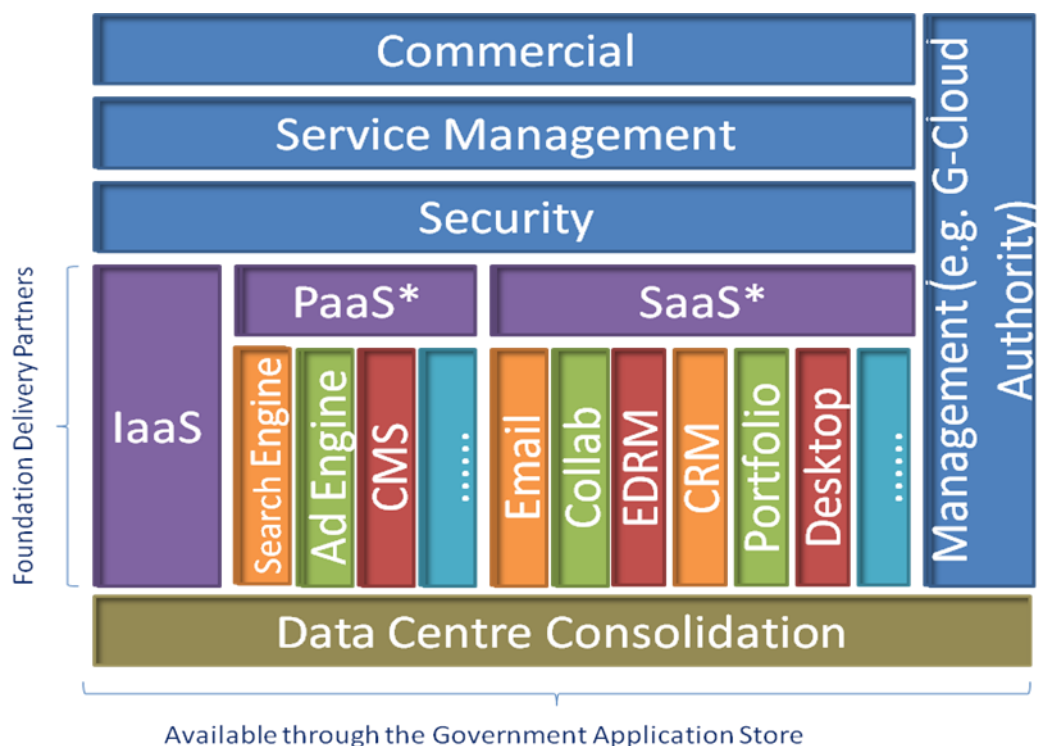 Commercial
Service Management
Security
Management (e.g. G-Cloud
Authority)
Foundation Delivery Partners
IaaS
PaaS*
SaaS*
Search Engine
Ad Engine
CMS
......
Email
Collab
EDRM
CRM
Portfolio
Desktop
......
Data Centre Consolidation
Available through the Government Application Store